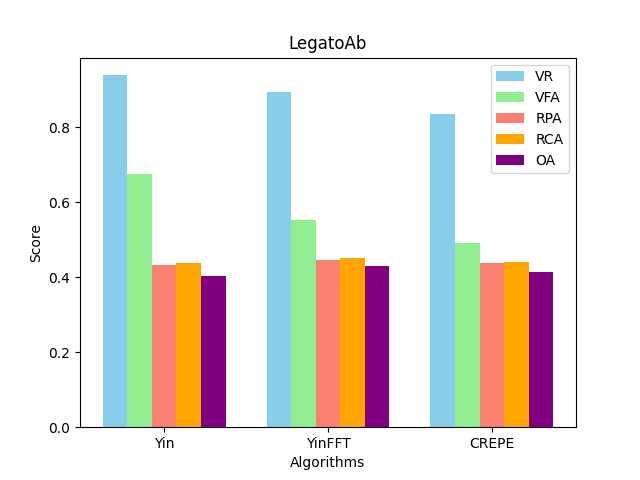 LegatoAb
VR
VFA
RPA
RCA
OA
Score
0.8
0.6
0.4
0.2
0.0
Yin
YinFFT
CREPE
Algorithms